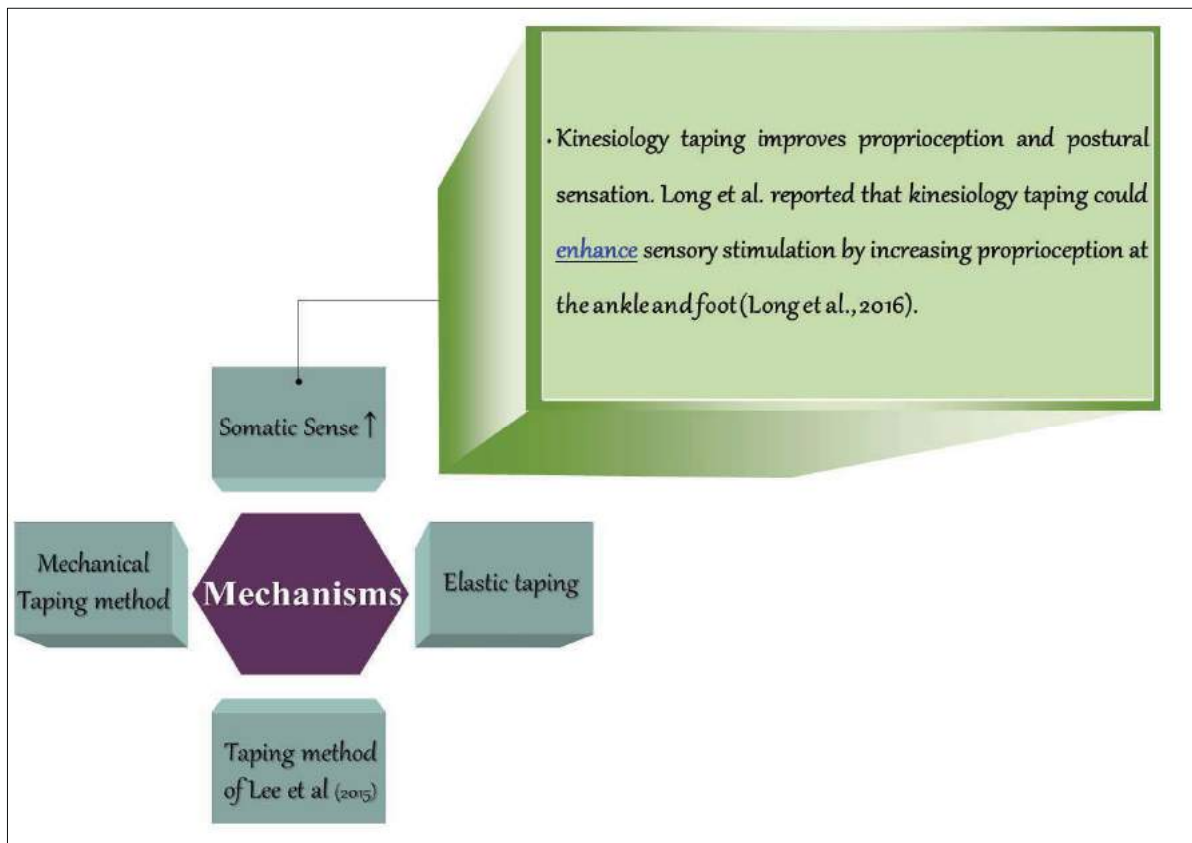 · Kinesiology taping improves proprioception and postural
sensation. Long et al. reported that kinesiology taping could
enhance sensory stimulation by increasing proprioception at
the ankle and foot (Long et al., 2016).
Somatic Sense ↑
Mechanical
Taping method
Mechanisms
Elastic taping
Taping method
of Lee et al (2015)